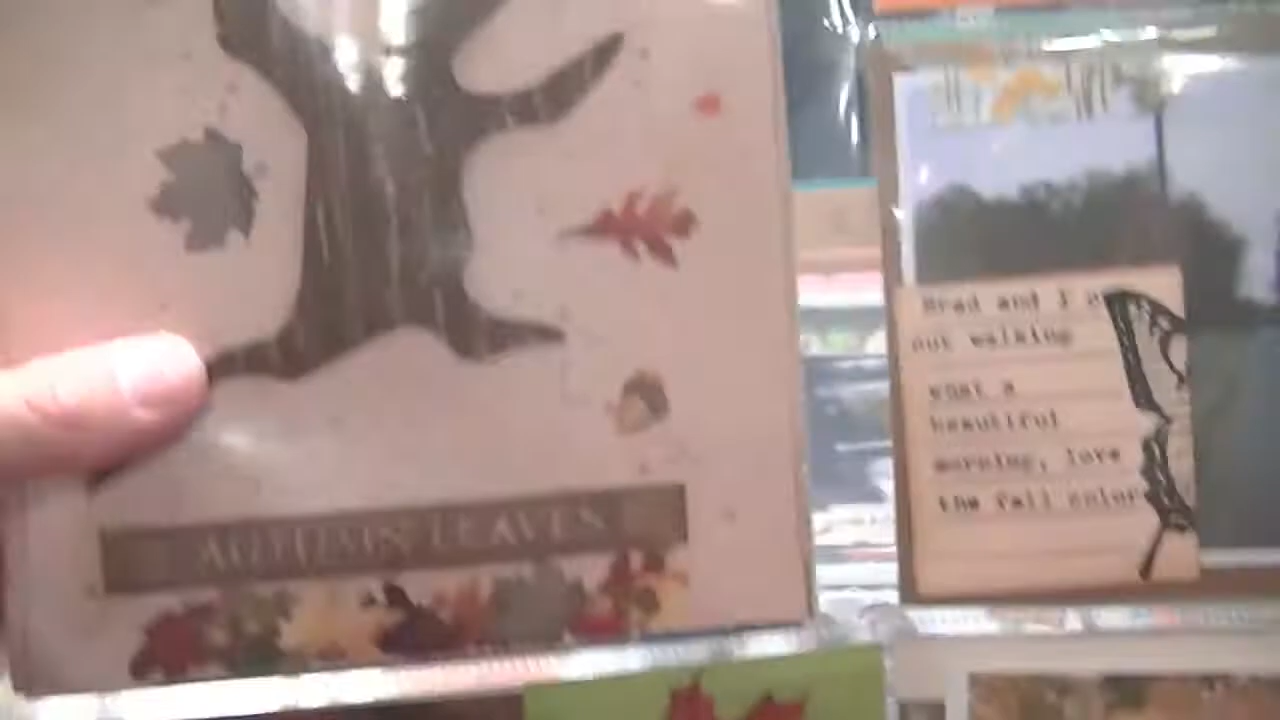 AUTUMN LEAVES
Brad and I
out walking
what a
beautiful
morning, love
the fall color